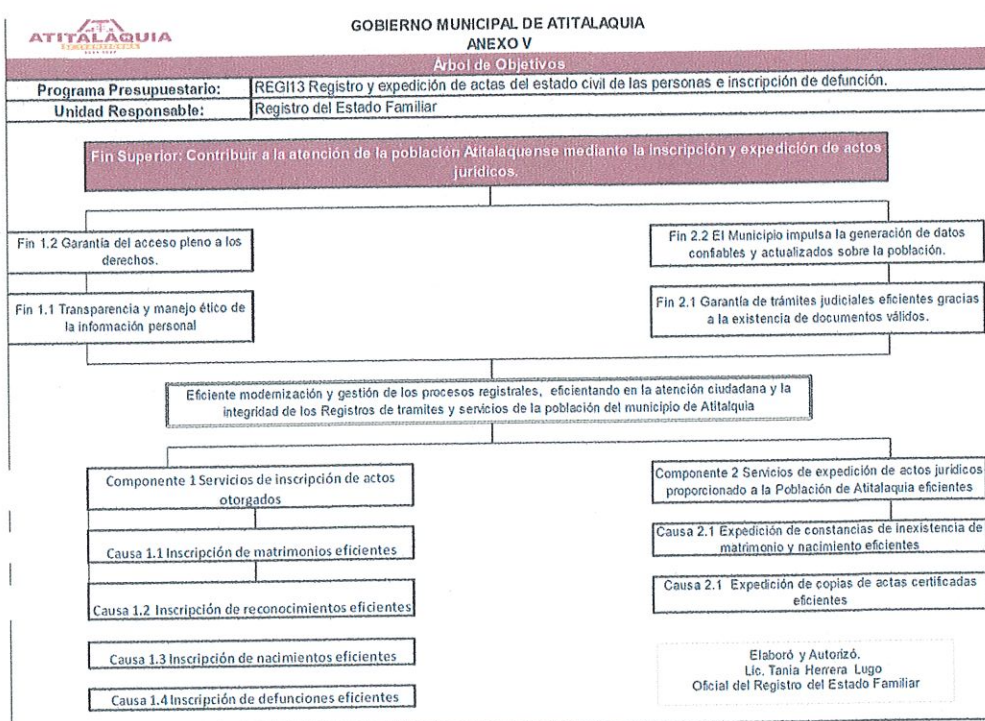 ATITALAQUIA
GOBIERNO MUNICIPAL DE ATITALAQUIA
ANEXO V
Árbol de Objetivos
Programa Presupuestario: REGI13 Registro y expedición de actas del estado civil de las personas e inscripción de defunción.
Unidad Responsable: Registro del Estado Familiar
Fin Superior: Contribuir a la atención de la población Atitalaquense mediante la inscripción y expedición de actos
jurídicos.
Fin 1.2 Garantía del acceso pleno a los
derechos.
Fin 2.2 El Municipio impulsa la generación de datos
confiables y actualizados sobre la población.
Fin 1.1 Transparencia y manejo ético de
la información personal
Fin 2.1 Garantía de trámites judiciales eficientes gracias
a la existencia de documentos válidos.
Eficiente modernización y gestión de los procesos registrales, eficientando en la atención ciudadana y la
integridad de los Registros de tramites y servicios de la población del municipio de Atitalquia
Componente 1 Servicios de inscripción de actos
otorgados
Componente 2 Servicios de expedición de actos jurídicos
proporcionado a la Población de Atitalaquia eficientes
Causa 1.1 Inscripción de matrimonios eficientes
Causa 2.1 Expedición de constancias de inexistencia de
matrimonio y nacimiento eficientes
Causa 1.2 Inscripción de reconocimientos eficientes
Causa 2.1 Expedición de copias de actas certificadas
eficientes
Causa 1.3 Inscripción de nacimientos eficientes
Causa 1.4 Inscripción de defunciones eficientes
Elaboró y Autorizó.
Lic. Tania Herrera Lugo
Oficial del Registro del Estado Familiar